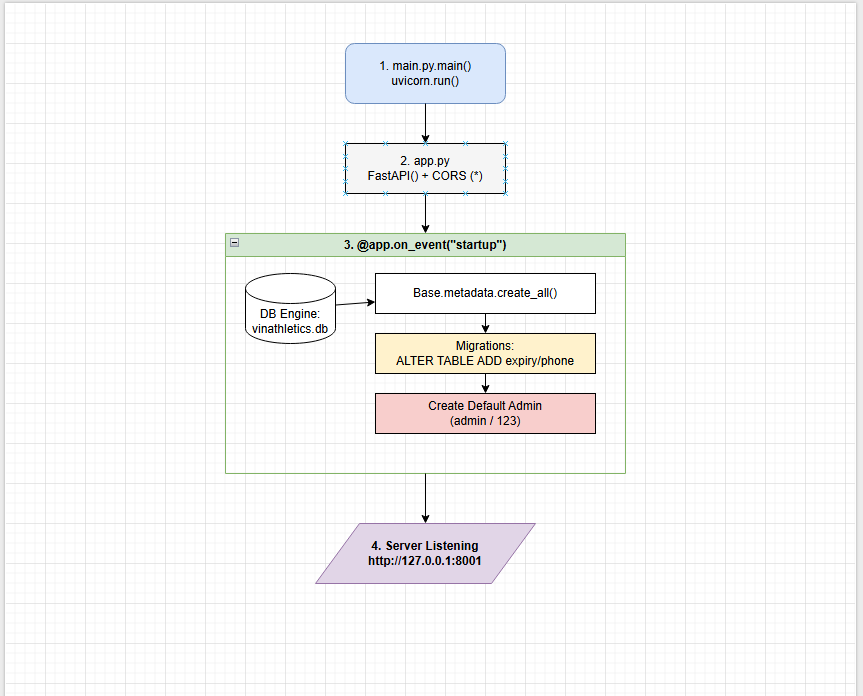 1. main.py.main()
uvicorn.run()
2. app.py
FastAPI() + CORS (*)
3. @app.on_event("startup")
DB Engine:
vinathletics.db
Base.metadata.create_all()
Migrations:
ALTER TABLE ADD expiry/phone
Create Default Admin
(admin / 123)
4. Server Listening
http://127.0.0.1:8001